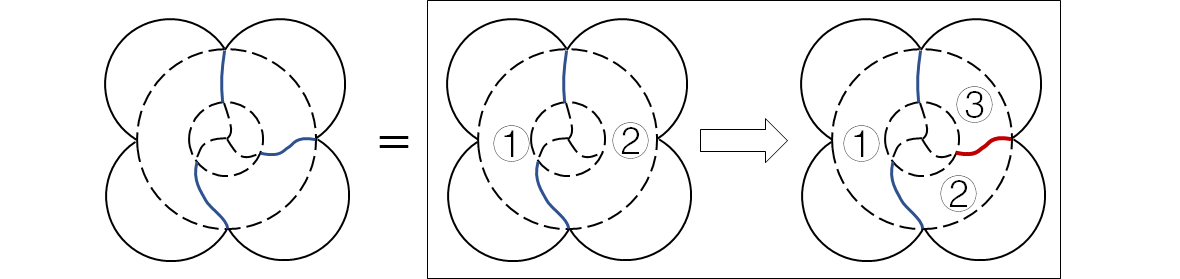 =
① ② ① ③
②